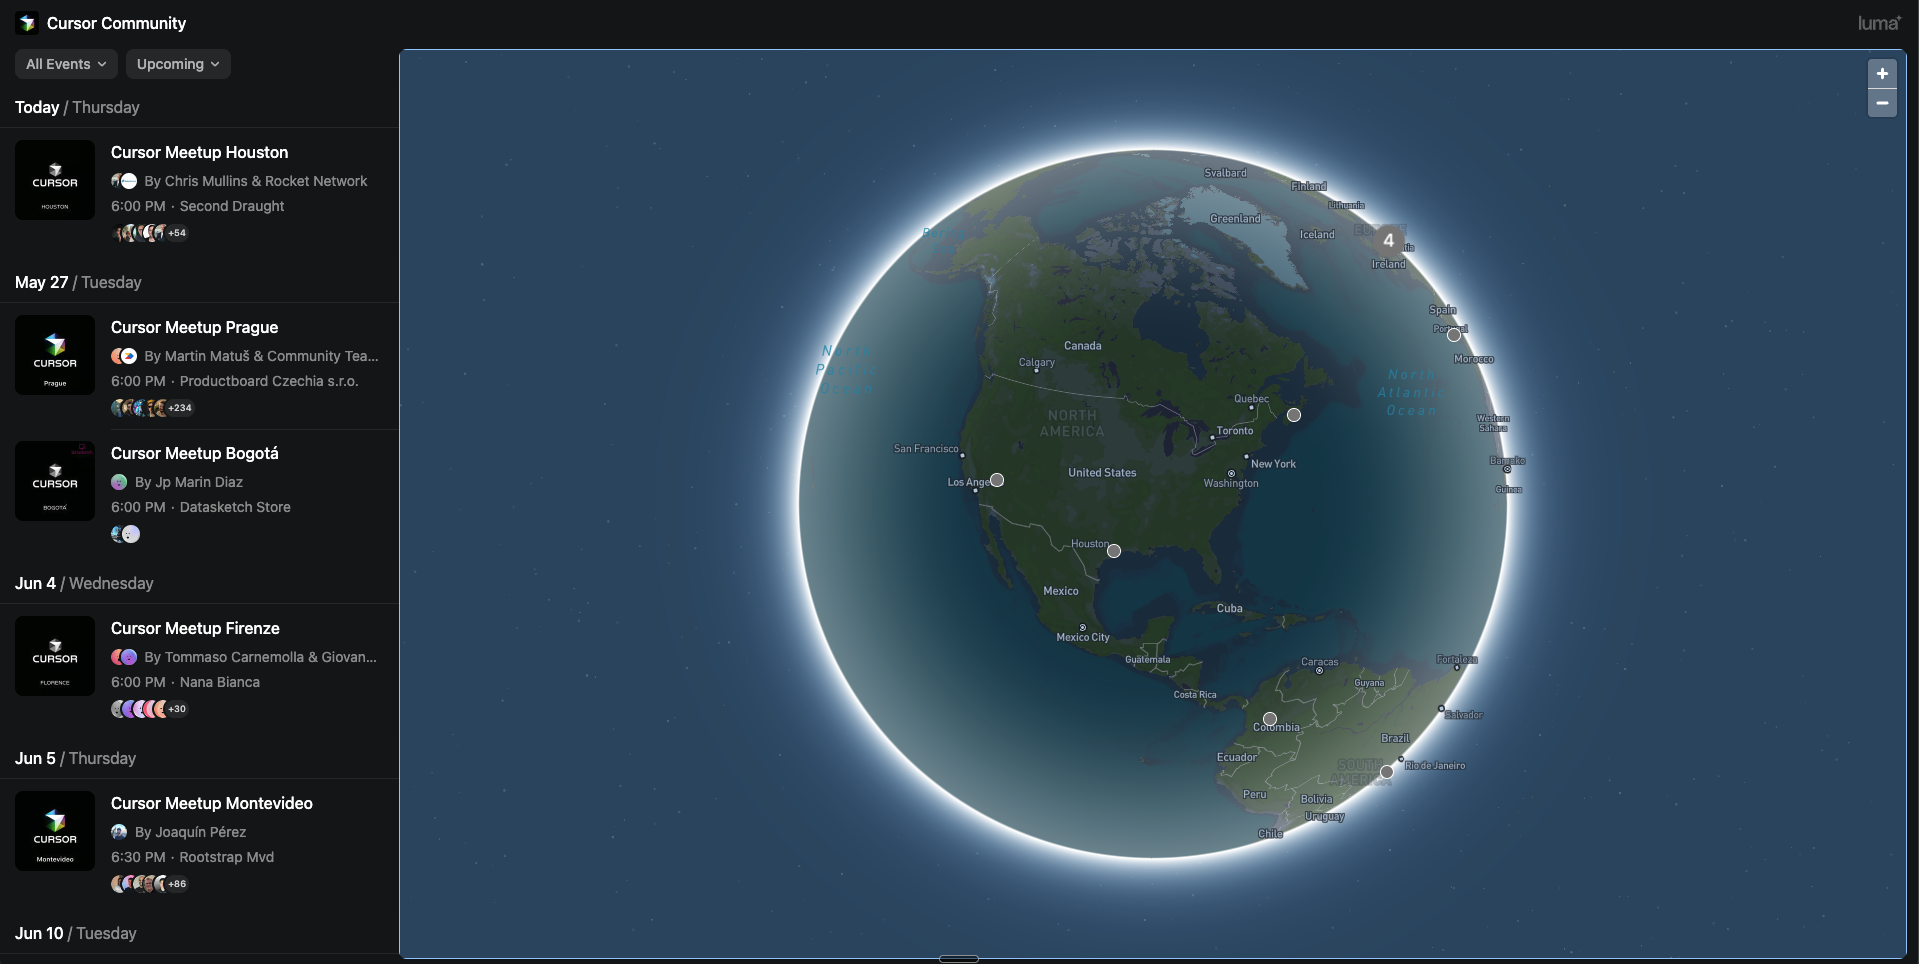 Cursor Community
luma
All Events
Upcoming
Today / Thursday
CURSOR
HOUSTON
Cursor Meetup Houston
By Chris Mullins & Rocket Network
6:00 PM · Second Draught
+54
May 27 / Tuesday
CURSOR
Prague
Cursor Meetup Prague
By Martin Matuš & Community Tea...
6:00 PM · Productboard Czechia s.r.o.
+234
CURSOR
BOGOTÁ
Cursor Meetup Bogotá
By Jp Marin Diaz
6:00 PM · Datasketch Store
Jun 4 / Wednesday
CURSOR
FLORENCE
Cursor Meetup Firenze
By Tommaso Carnemolla & Giovan...
6:00 PM · Nana Bianca
+30
Jun 5 / Thursday
CURSOR
Montevideo
Cursor Meetup Montevideo
By Joaquín Pérez
6:30 PM · Rootstrap Mvd
+86
Jun 10 / Tuesday
+
−
Svalbard
Finland
Lithuania
Greenland
Iceland
4
Ireland
Spain
Portugal
Morocco
North
Pacific
Ocean
Canada
Calgary
North
Atlantic
Ocean
Quebec
NORTH
AMERICA
Toronto
Western
Sahara
San Francisco
New York
United States
Washington
Bamako
Los Ange
Guinea
Houston
Mexico
Cuba
Mexico City
Guatemala
Caracas
Fortaleza
Guyana
Costa Rica
Salvador
Colombia
Brazil
Ecuador
SOUTH
AMERICA
Rio de Janeiro
Peru
Bolivia
Uruguay
Chile